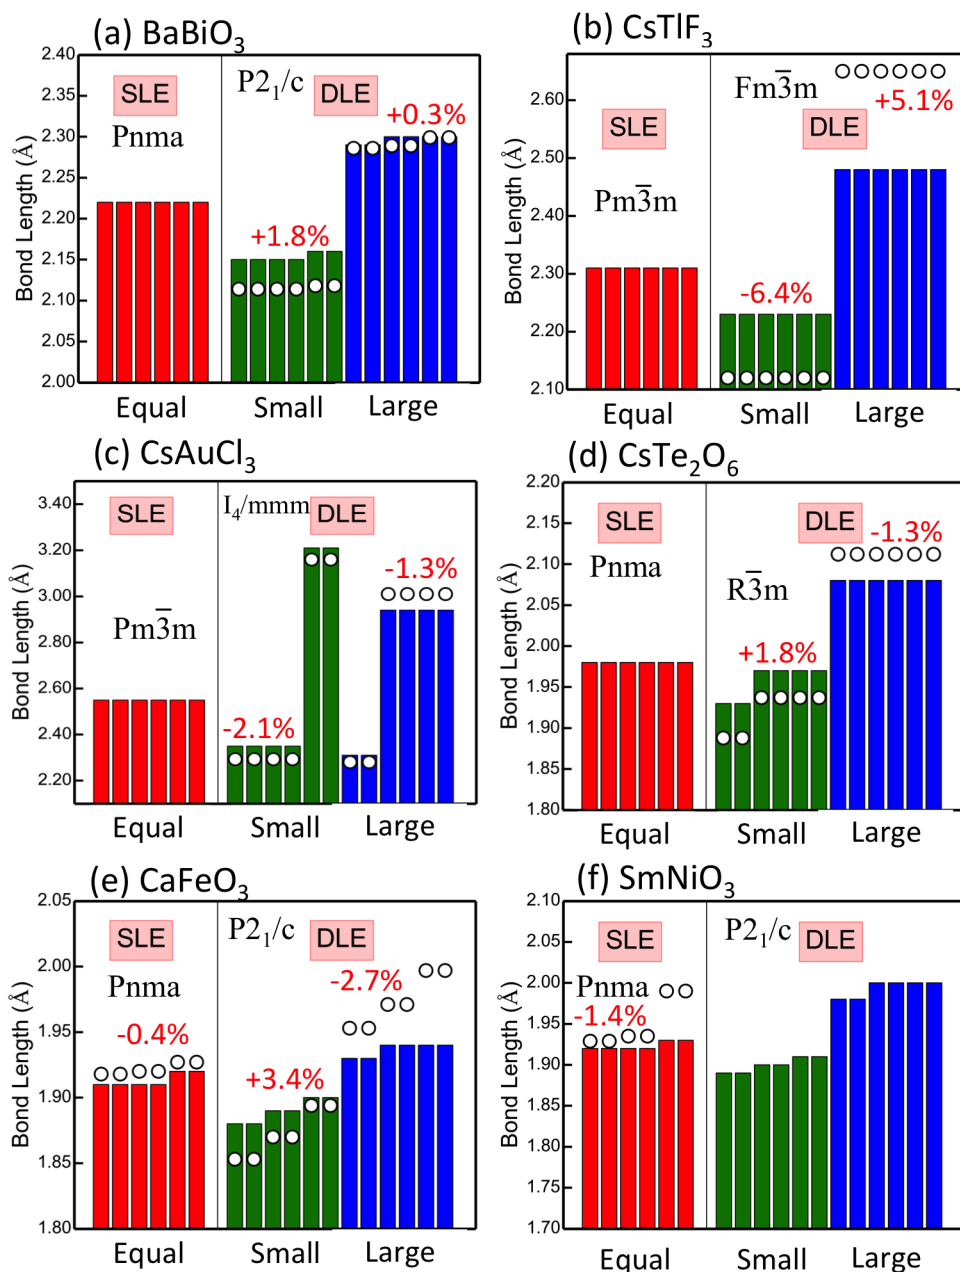 (a) BaBiO₃
Bond Length (Å)
2.40
2.35
2.30
2.25
2.20
2.15
2.10
2.05
2.00
SLE
Pnma
P2₁/c
DLE
+0.3%
+1.8%
Equal
Small
Large
(b) CsTlF₃
Bond Length (Å)
2.60
2.50
2.40
2.30
2.20
2.10
SLE
Pm3̅m
Fm3̅m
DLE
+5.1%
-6.4%
Equal
Small
Large
(c) CsAuCl₃
Bond Length (Å)
3.40
3.20
3.00
2.80
2.60
2.40
2.20
SLE
Pm3̅m
I₄/mmm
DLE
-1.3%
-2.1%
Equal
Small
Large
(d) CsTe₂O₆
Bond Length (Å)
2.20
2.15
2.10
2.05
2.00
1.95
1.90
1.85
1.80
SLE
Pnma
R3̅m
DLE
-1.3%
+1.8%
Equal
Small
Large
(e) CaFeO₃
Bond Length (Å)
2.05
2.00
1.95
1.90
1.85
1.80
SLE
Pnma
-0.4%
P2₁/c
DLE
-2.7%
+3.4%
Equal
Small
Large
(f) SmNiO₃
Bond Length (Å)
2.10
2.05
2.00
1.95
1.90
1.85
1.80
1.75
1.70
SLE
Pnma
-1.4%
P2₁/c
DLE
Equal
Small
Large